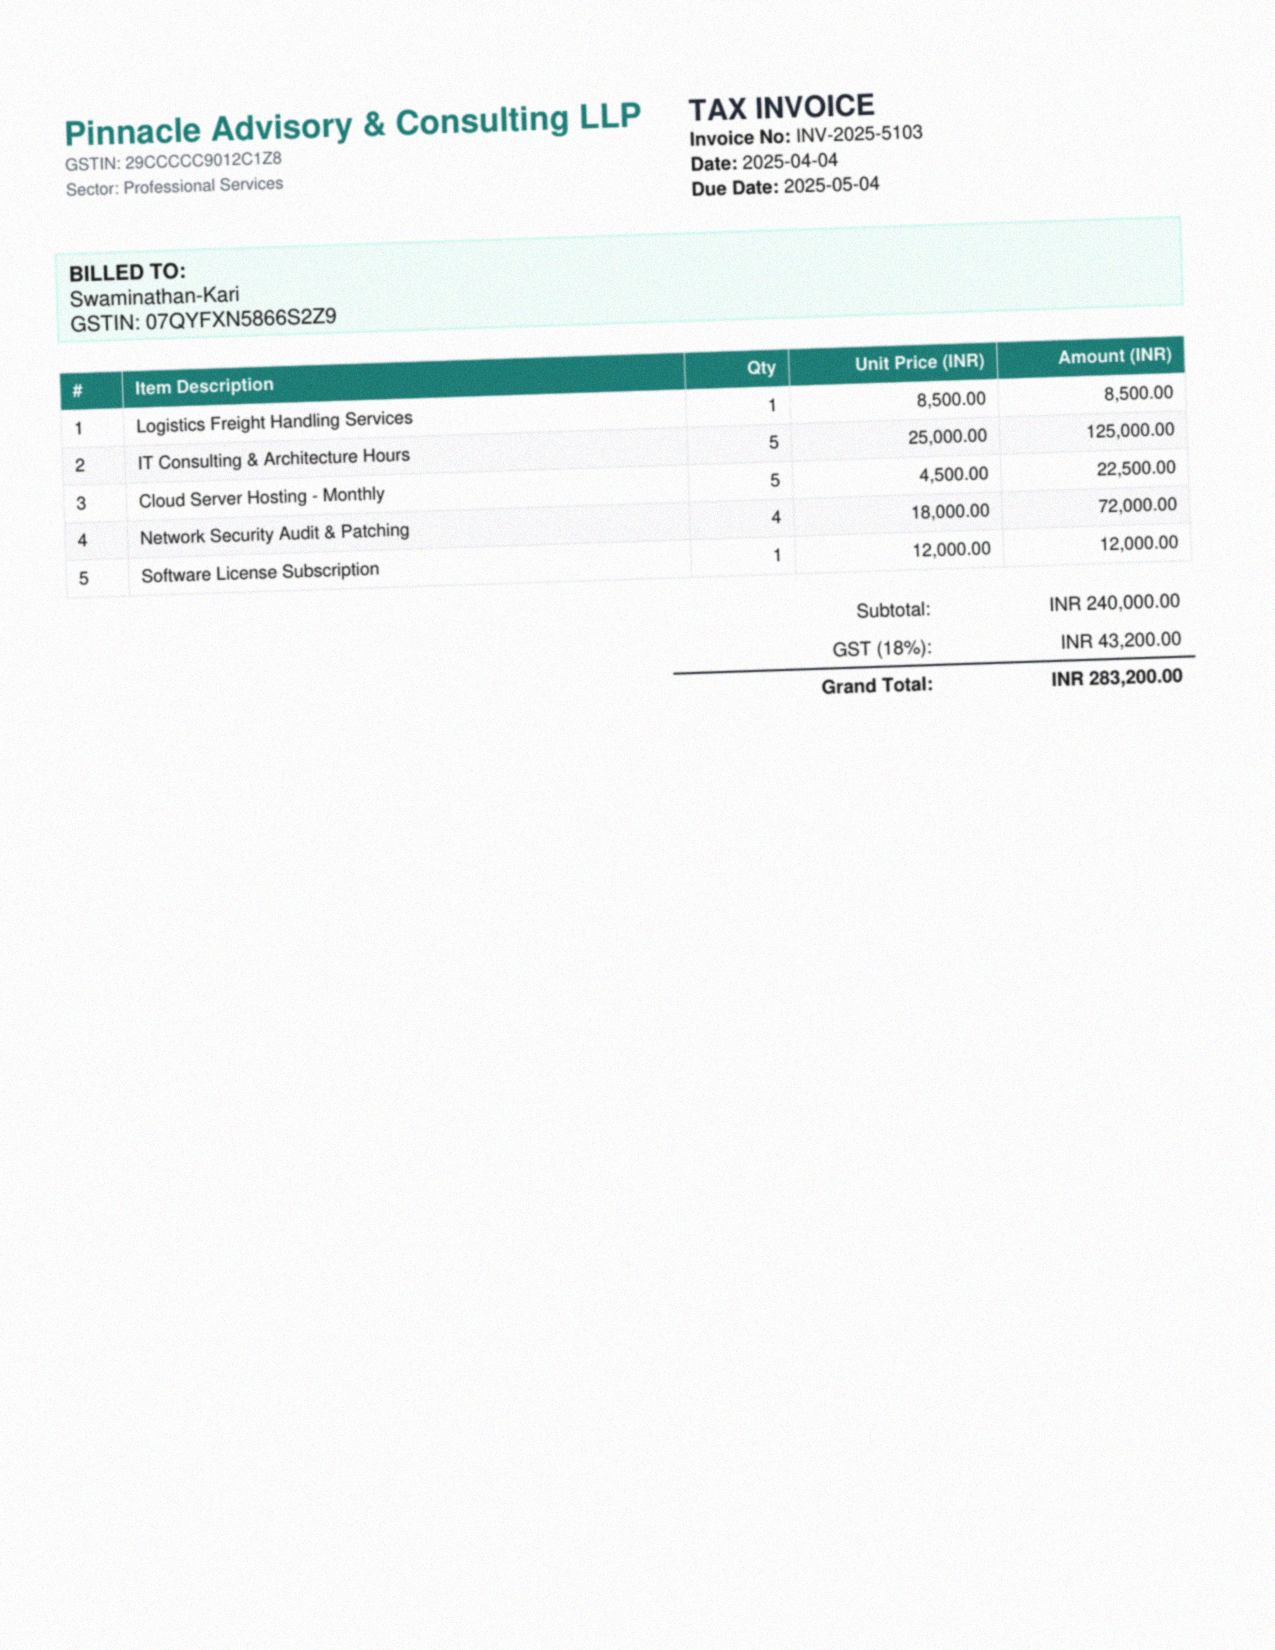 Pinnacle Advisory & Consulting LLP
GSTIN: 29CCCCC9012C1Z8
Sector: Professional Services
TAX INVOICE
Invoice No: INV-2025-5103
Date: 2025-04-04
Due Date: 2025-05-04
BILLED TO:
Swaminathan-Kari
GSTIN: 07QYFXN5866S2Z9
# Item Description Qty Unit Price (INR) Amount (INR)
1 Logistics Freight Handling Services 1 8,500.00 8,500.00
2 IT Consulting & Architecture Hours 5 25,000.00 125,000.00
3 Cloud Server Hosting - Monthly 5 4,500.00 22,500.00
4 Network Security Audit & Patching 4 18,000.00 72,000.00
5 Software License Subscription 1 12,000.00 12,000.00
Subtotal: INR 240,000.00
GST (18%): INR 43,200.00
Grand Total: INR 283,200.00